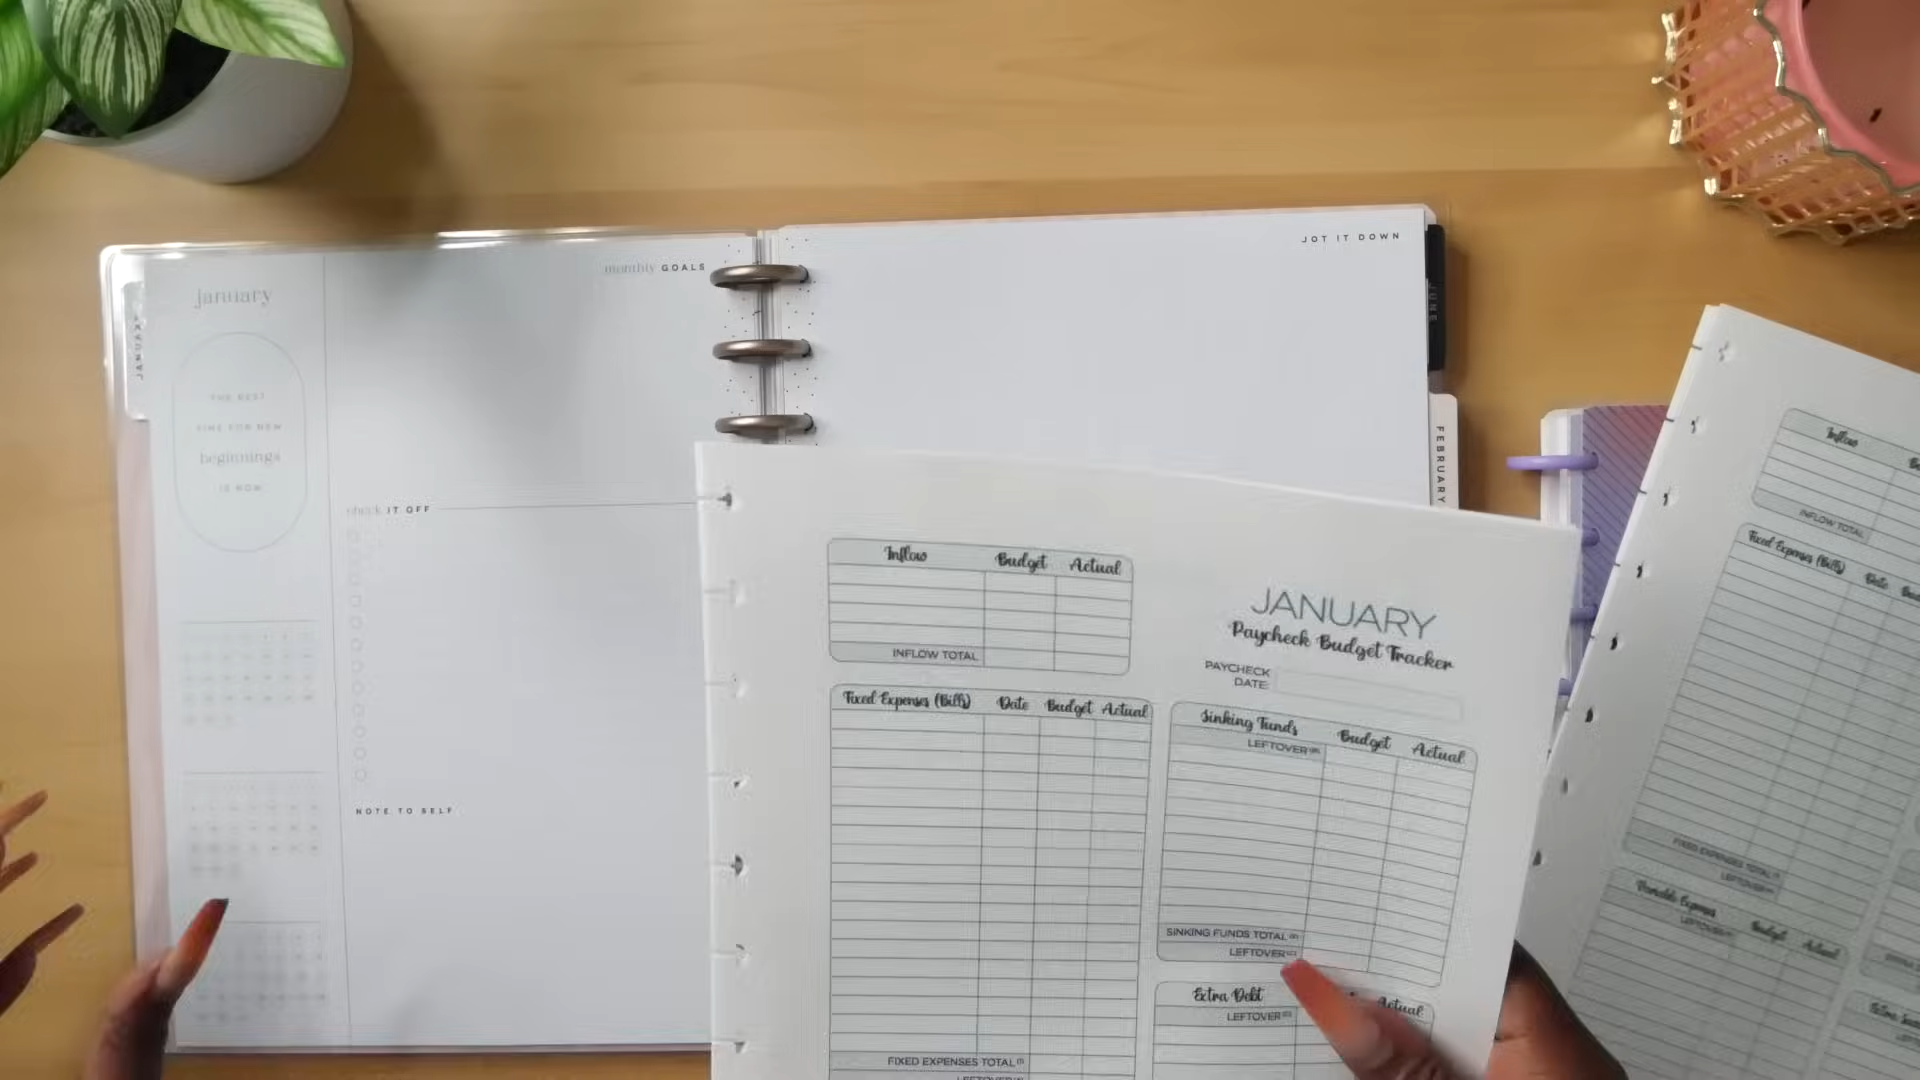 monthly GOALS
january
JANUARY
THE BEST
TIME FOR NEW
beginnings
IS NOW
check IT OFF
NOTE TO SELF
JOT IT DOWN
JUNE
FEBRUARY
Inflow Budget Actual
INFLOW TOTAL
JANUARY
Paycheck Budget Tracker
PAYCHECK
DATE:
Fixed Expenses (Bills) Date Budget Actual
FIXED EXPENSES TOTAL
Sinking Funds Budget Actual
LEFTOVER
SINKING FUNDS TOTAL
LEFTOVER
Extra Debt Actual
LEFTOVER
Inflow
INFLOW TOTAL
Fixed Expenses (Bills) Date
FIXED EXPENSES TOTAL
LEFTOVER
Variable Expenses Budget Actual
LEFTOVER